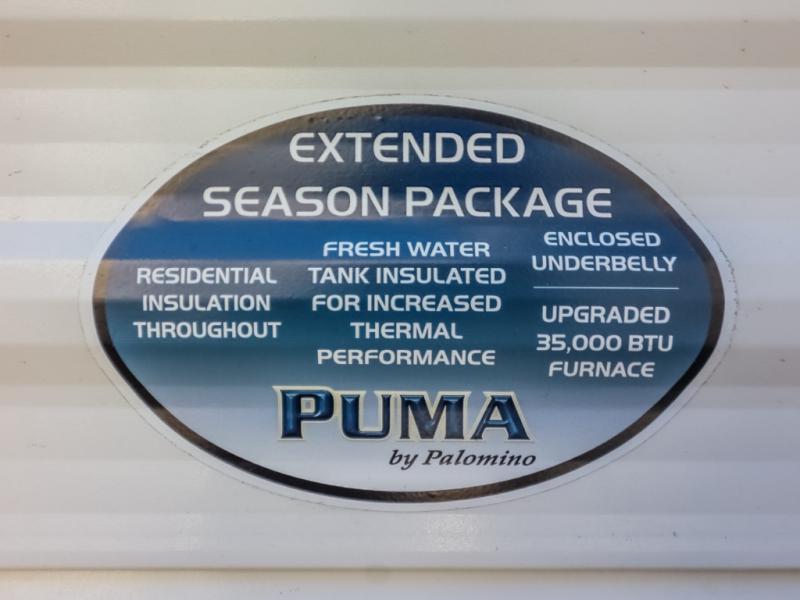 EXTENDED
SEASON PACKAGE
RESIDENTIAL
INSULATION
THROUGHOUT
FRESH WATER
TANK INSULATED
FOR INCREASED
THERMAL
PERFORMANCE
ENCLOSED
UNDERBELLY
UPGRADED
35,000 BTU
FURNACE
PUMA
by Palomino